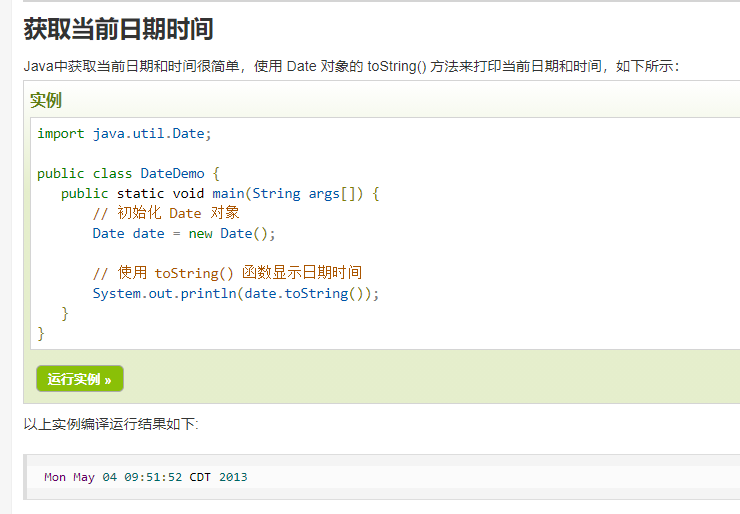 获取当前日期时间
Java中获取当前日期和时间很简单，使用 Date 对象的 toString() 方法来打印当前日期和时间，如下所示：
实例
import java.util.Date;
public class DateDemo {
public static void main(String args[]) {
// 初始化 Date 对象
Date date = new Date();
// 使用 toString() 函数显示日期时间
System.out.println(date.toString());
}
}
运行实例 »
以上实例编译运行结果如下:
Mon May 04 09:51:52 CDT 2013